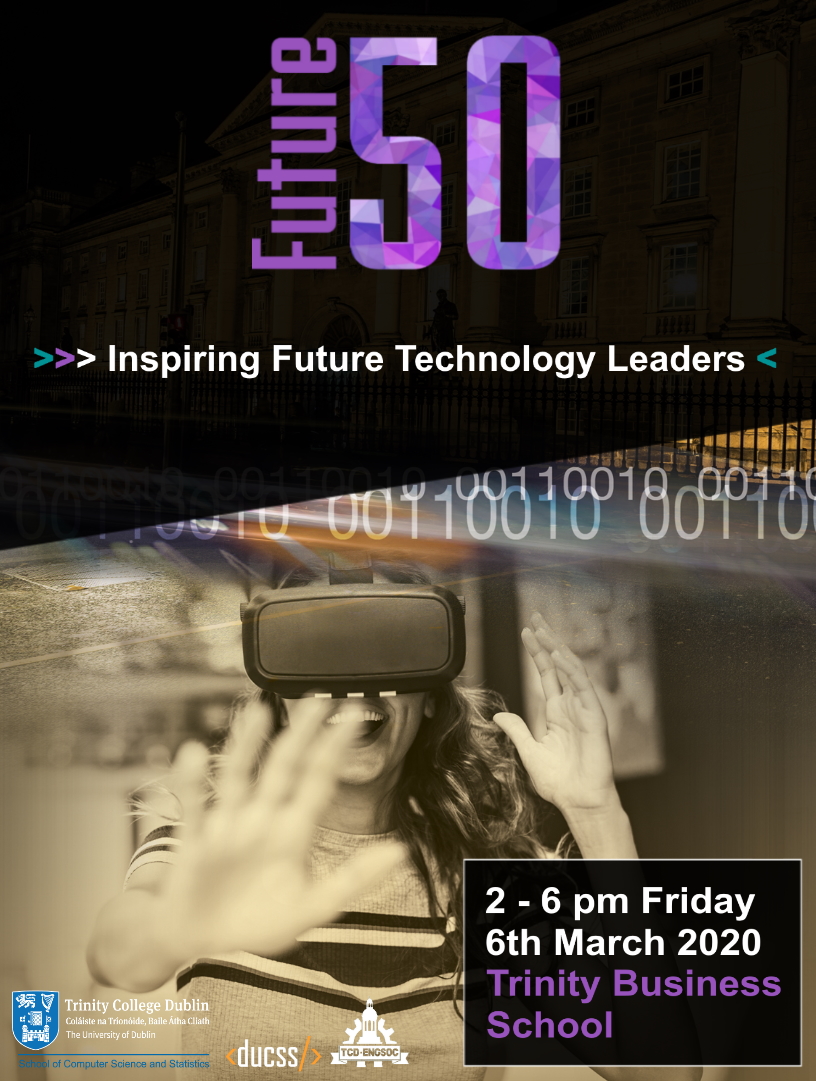 Future 50
>>> Inspiring Future Technology Leaders <
00110010 00110010 00110010 00110
00110010 00110010 00110
2 - 6 pm Friday
6th March 2020
Trinity Business
School
Trinity College Dublin
Coláiste na Tríonóide, Baile Átha Cliath
The University of Dublin
School of Computer Science and Statistics
<ducss/>
TCD·ENGSOC